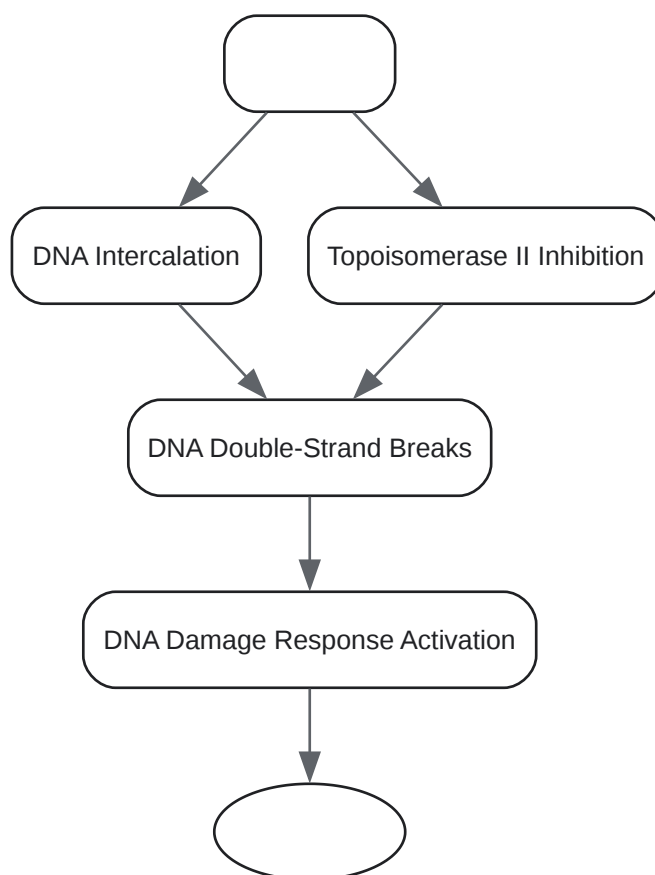 DNA Intercalation
Topoisomerase II Inhibition
DNA Double-Strand Breaks
DNA Damage Response Activation